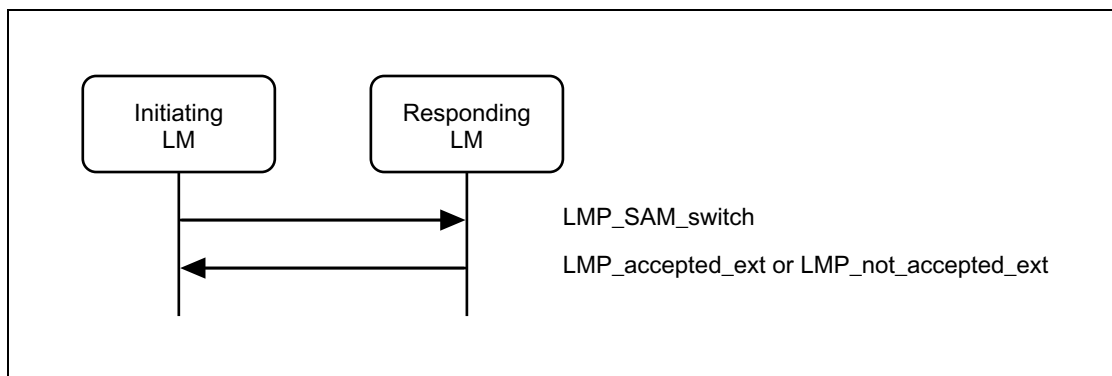 Initiating
LM
Responding
LM
LMP_SAM_switch
LMP_accepted_ext or LMP_not_accepted_ext